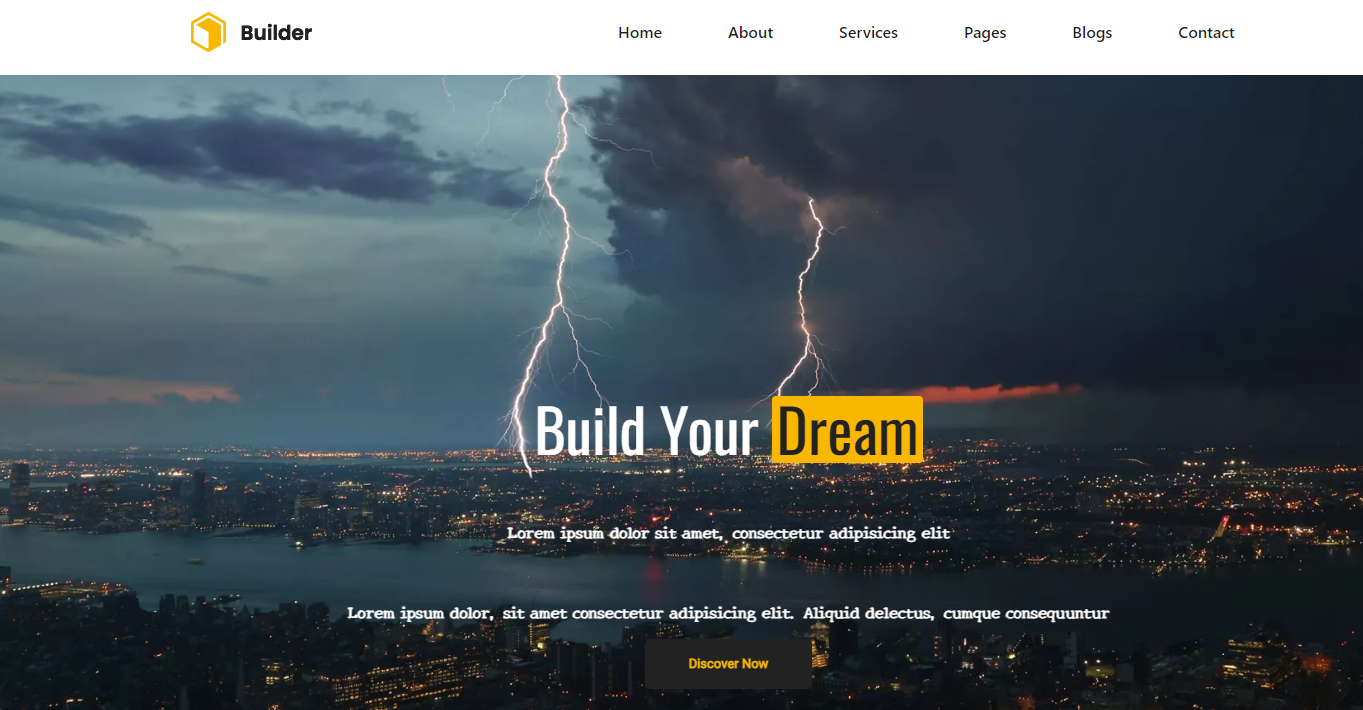 Builder
Home About Services Pages Blogs Contact
Build Your Dream
Lorem ipsum dolor sit amet, consectetur adipisicing elit
Lorem ipsum dolor, sit amet consectetur adipisicing elit. Aliquid delectus, cumque consequuntur
Discover Now